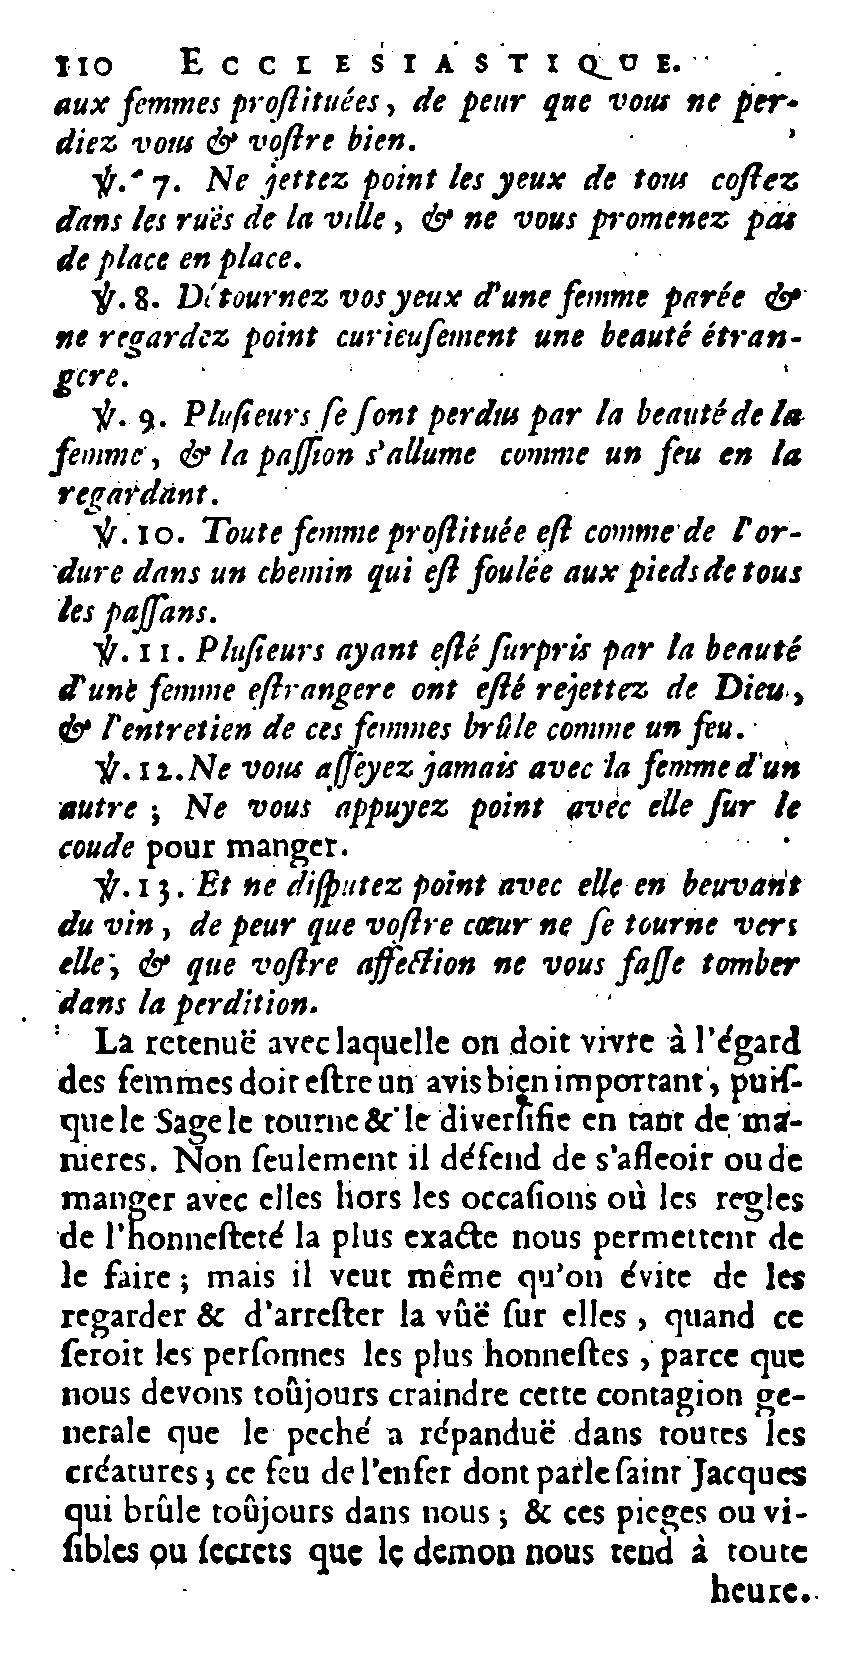 110 ECCLESIASTIQUE.
aux femmes proſtituées, de peur que vous ne per-
diez vous & voſtre bien.
℣. 7. Ne jettez point les yeux de tous coſtez
dans les ruës de la ville, & ne vous promenez pas
de place en place.
℣. 8. Détournez vos yeux d'une femme parée &
ne regardez point curieuſement une beauté étran-
gere.
℣. 9. Pluſieurs ſe ſont perdus par la beauté de la
femme, & la paſſion s'allume comme un feu en la
regardant.
℣. 10. Toute femme proſtituée eſt comme de l'or-
dure dans un chemin qui eſt foulée aux pieds de tous
les paſſans.
℣. 11. Pluſieurs ayant eſté ſurpris par la beauté
d'une femme eſtrangere ont eſté rejettez de Dieu,
& l'entretien de ces femmes brûle comme un feu.
℣. 12. Ne vous aſſeyez jamais avec la femme d'un
autre ; Ne vous appuyez point avec elle ſur le
coude pour manger.
℣. 13. Et ne diſputez point avec elle en beuvant
du vin, de peur que voſtre cœur ne ſe tourne vers
elle, & que voſtre affection ne vous faſſe tomber
dans la perdition.
La retenuë avec laquelle on doit vivre à l'égard
des femmes doit eſtre un avis bien important, puiſ-
que le Sage le tourne & le diverſifie en tant de ma-
nieres. Non ſeulement il défend de s'aſſeoir ou de
manger avec elles hors les occaſions où les regles
de l'honneſteté la plus exacte nous permettent de
le faire ; mais il veut même qu'on évite de les
regarder & d'arreſter la vûë ſur elles, quand ce
ſeroit les perſonnes les plus honneſtes, parce que
nous devons toûjours craindre cette contagion ge-
nerale que le peché a répanduë dans toutes les
créatures ; ce feu de l'enfer dont parle ſaint Jacques
qui brûle toûjours dans nous ; & ces pieges ou vi-
ſibles ou ſecrets que le demon nous tend à toute
heure.